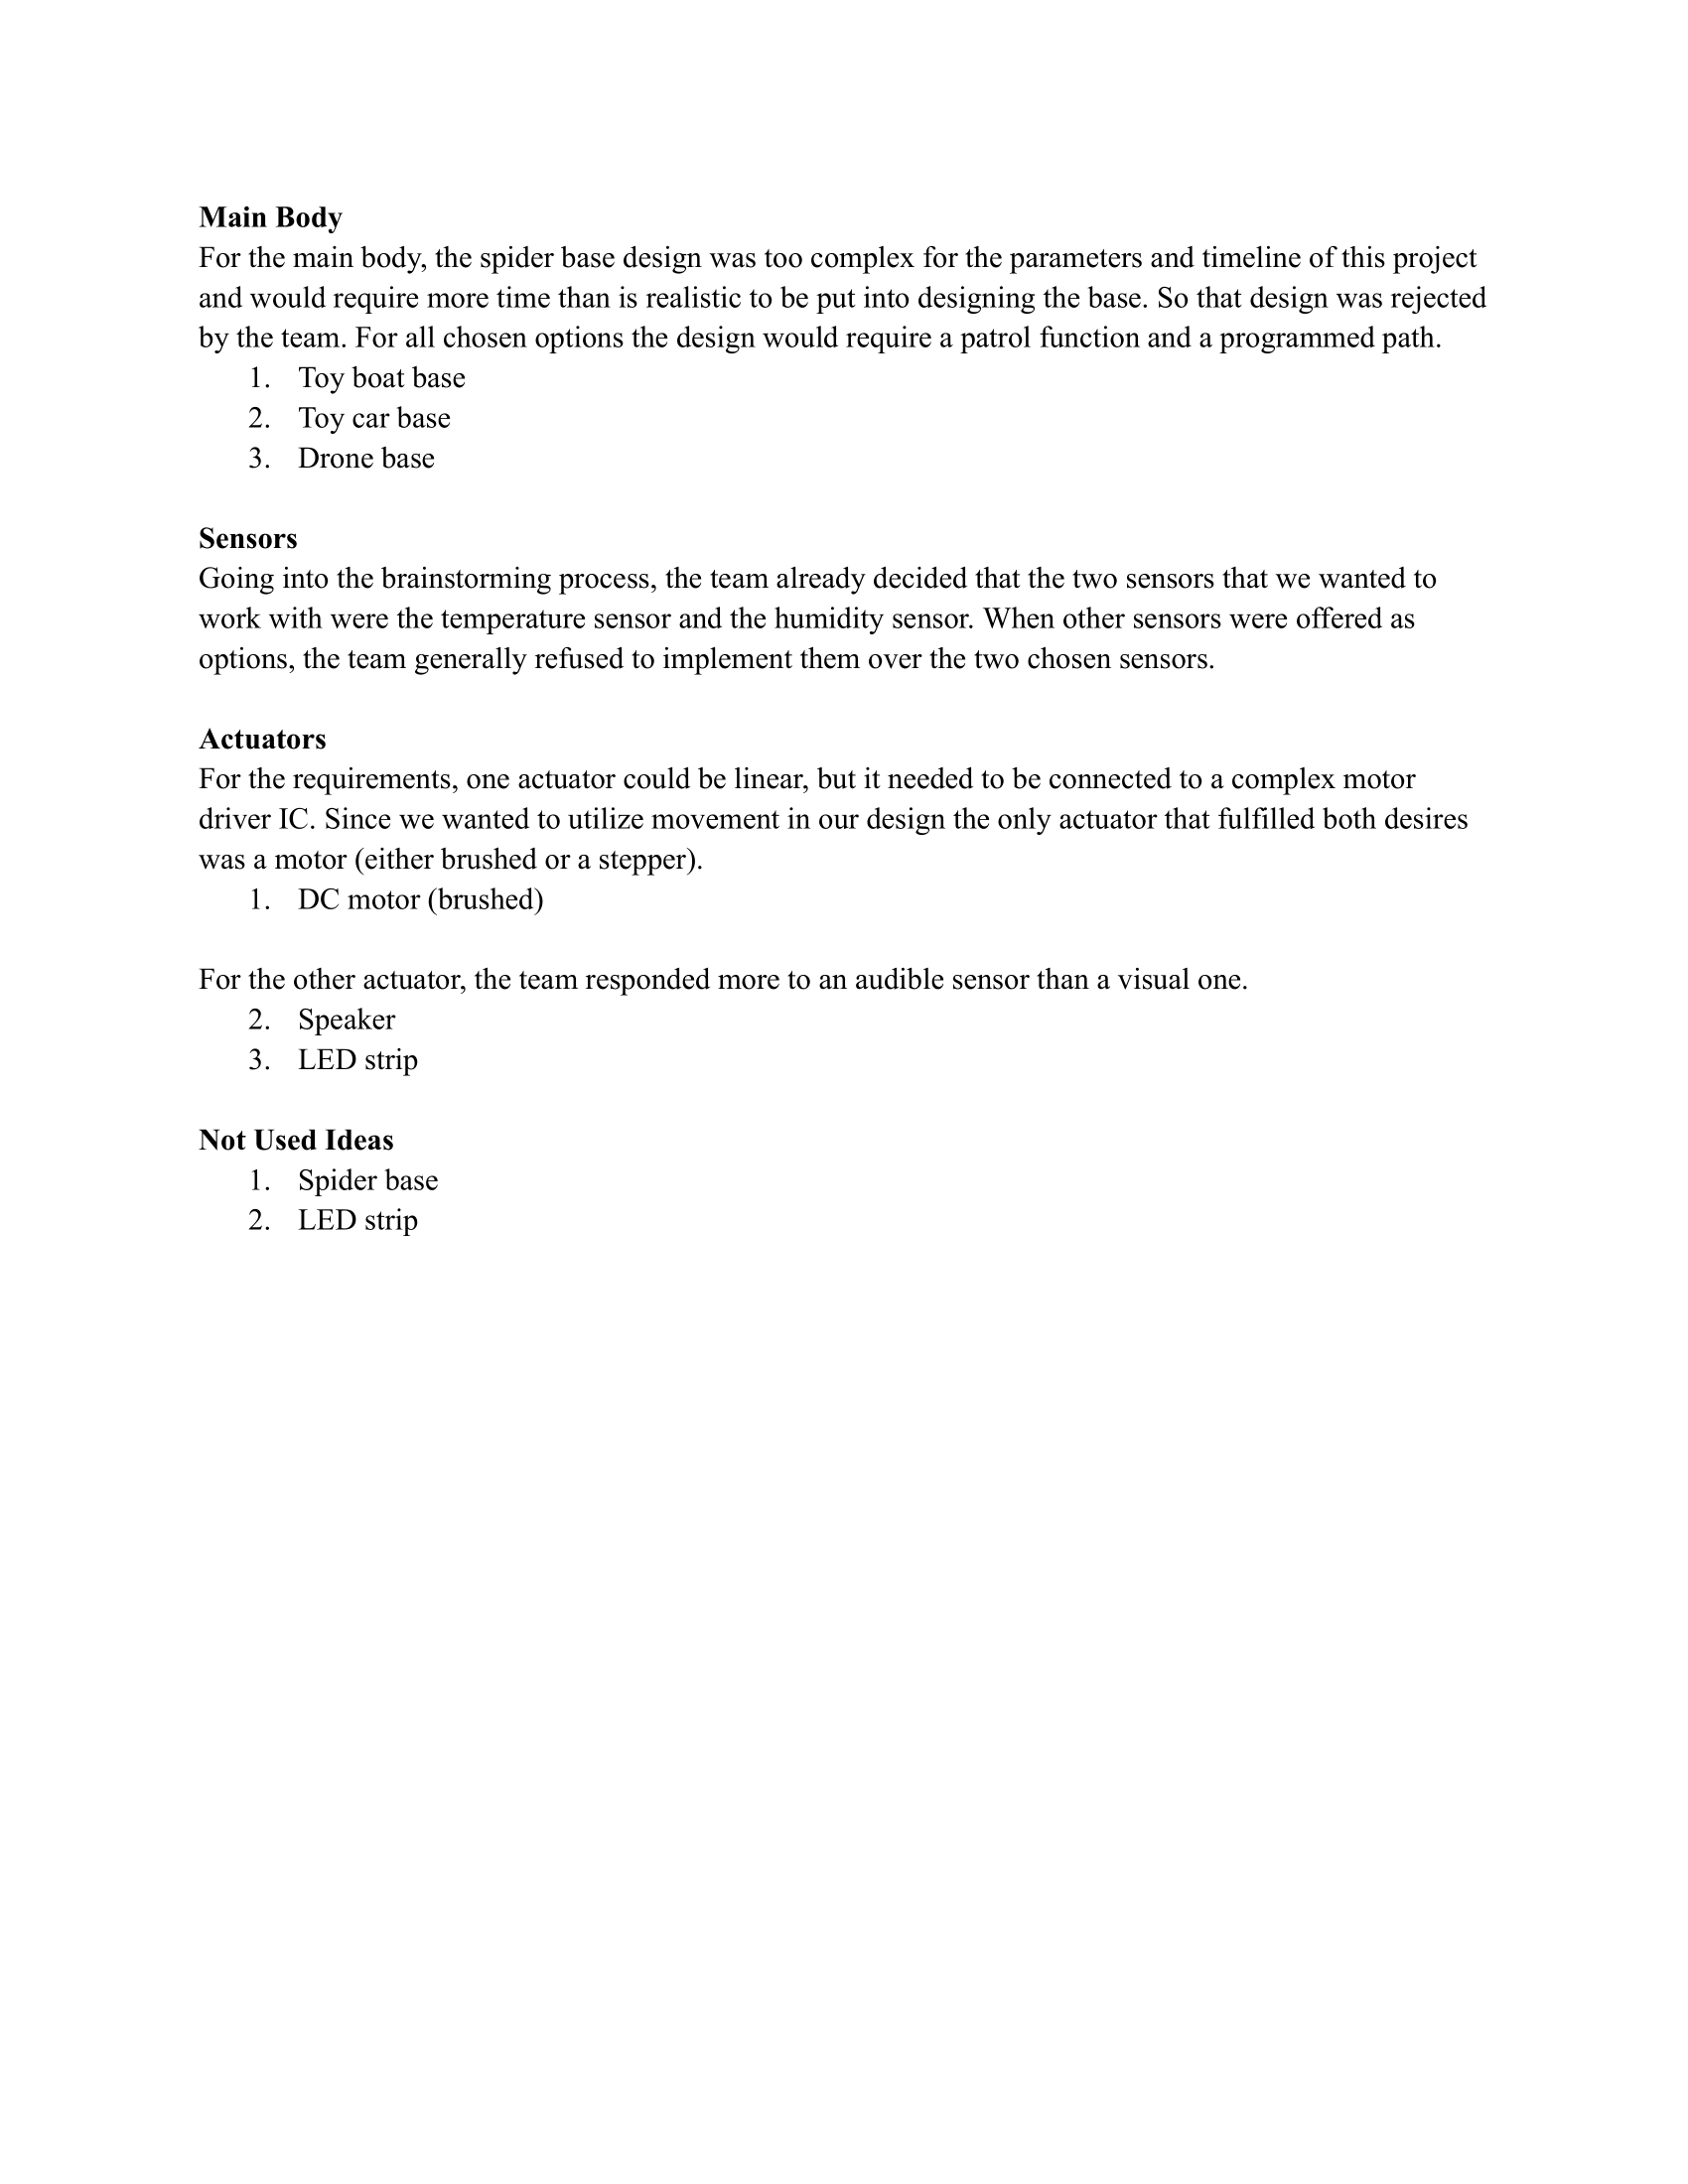 Main Body
For the main body, the spider base design was too complex for the parameters and timeline of this project
and would require more time than is realistic to be put into designing the base. So that design was rejected
by the team. For all chosen options the design would require a patrol function and a programmed path.
1. Toy boat base
2. Toy car base
3. Drone base
Sensors
Going into the brainstorming process, the team already decided that the two sensors that we wanted to
work with were the temperature sensor and the humidity sensor. When other sensors were offered as
options, the team generally refused to implement them over the two chosen sensors.
Actuators
For the requirements, one actuator could be linear, but it needed to be connected to a complex motor
driver IC. Since we wanted to utilize movement in our design the only actuator that fulfilled both desires
was a motor (either brushed or a stepper).
1. DC motor (brushed)
For the other actuator, the team responded more to an audible sensor than a visual one.
2. Speaker
3. LED strip
Not Used Ideas
1. Spider base
2. LED strip